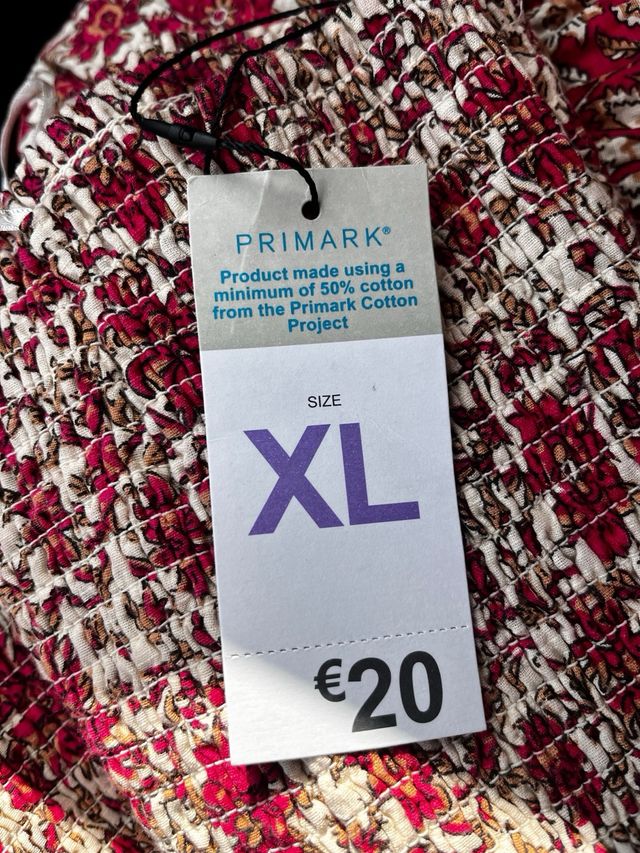 PRIMARK®
Product made using a
minimum of 50% cotton
from the Primark Cotton
Project
SIZE
XL
€20